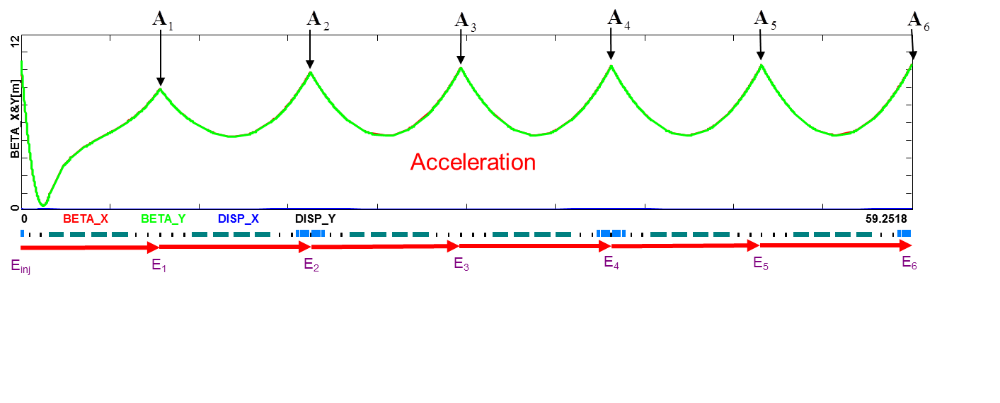 A1 A2 A3 A4 A5 A6
12
BETA_X&Y[m]
0
Acceleration
0 59.2518
BETA_X BETA_Y DISP_X DISP_Y
Einj E1 E2 E3 E4 E5 E6